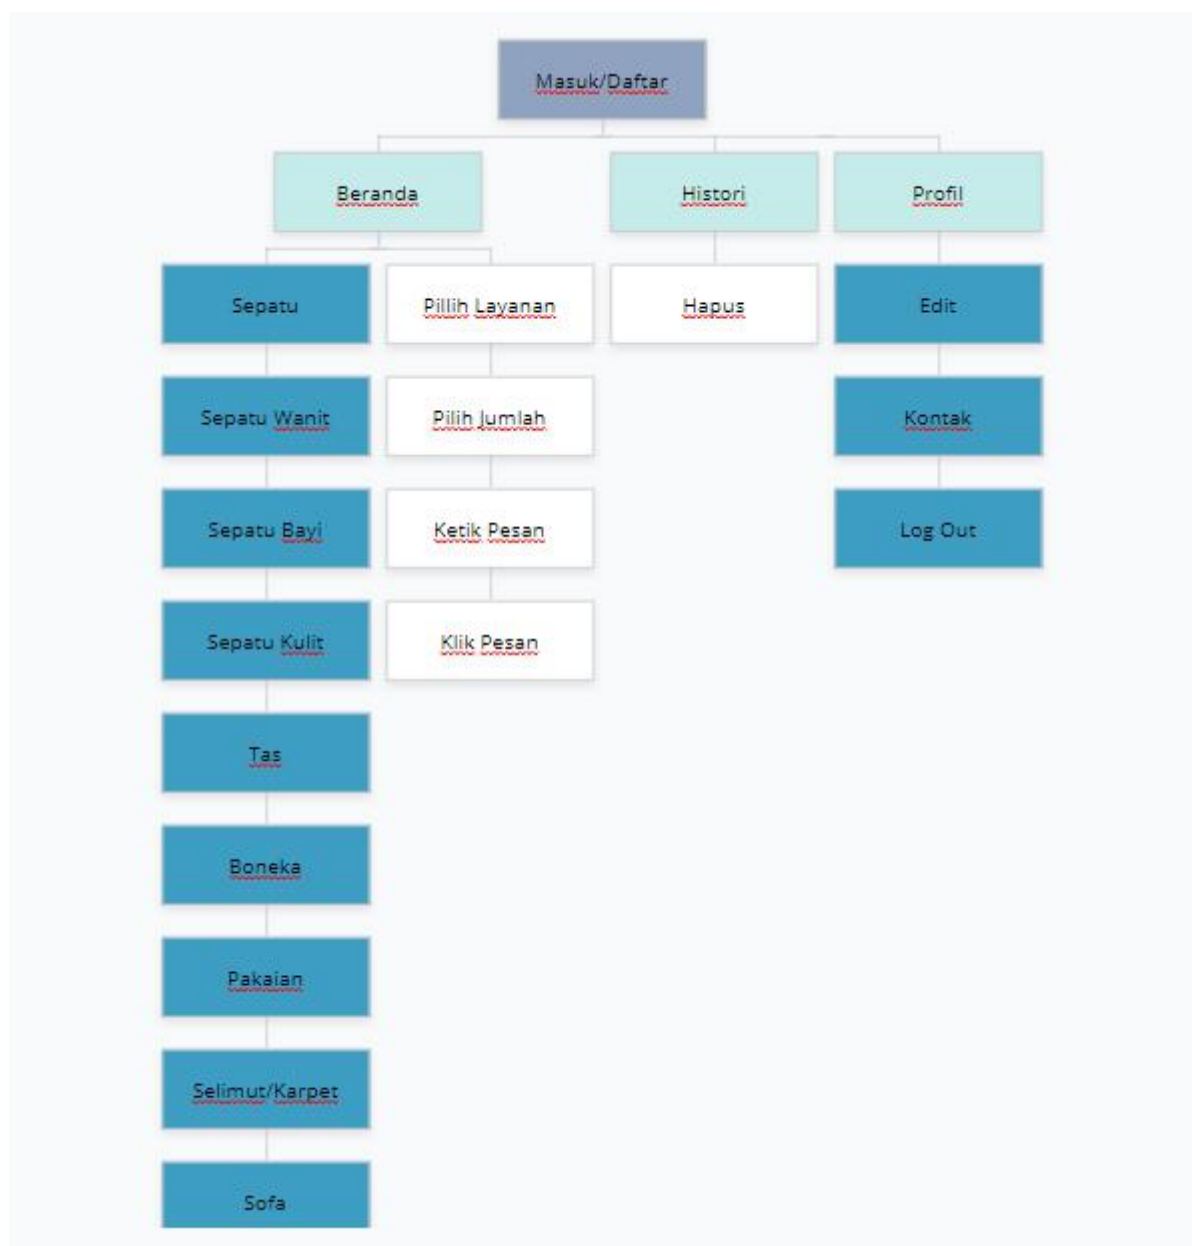 Masuk/Daftar
Beranda
Histori
Profil
Sepatu
Pillih Layanan
Hapus
Edit
Sepatu Wanit
Pilih Jumlah
Kontak
Sepatu Bayi
Ketik Pesan
Log Out
Sepatu Kulit
Klik Pesan
Tas
Boneka
Pakaian
Selimut/Karpet
Sofa